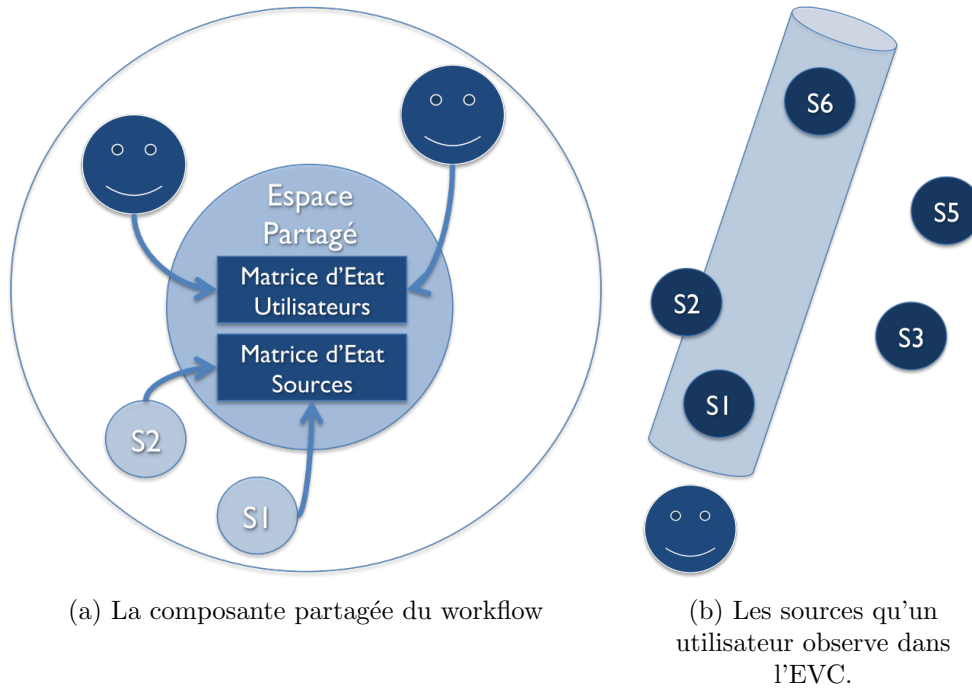 Espace
Partagé
Matrice d'Etat
Utilisateurs
Matrice d'Etat
Sources
S2
S1
(a) La composante partagée du workflow
S6
S5
S2
S3
S1
(b) Les sources qu'un
utilisateur observe dans
l'EVC.